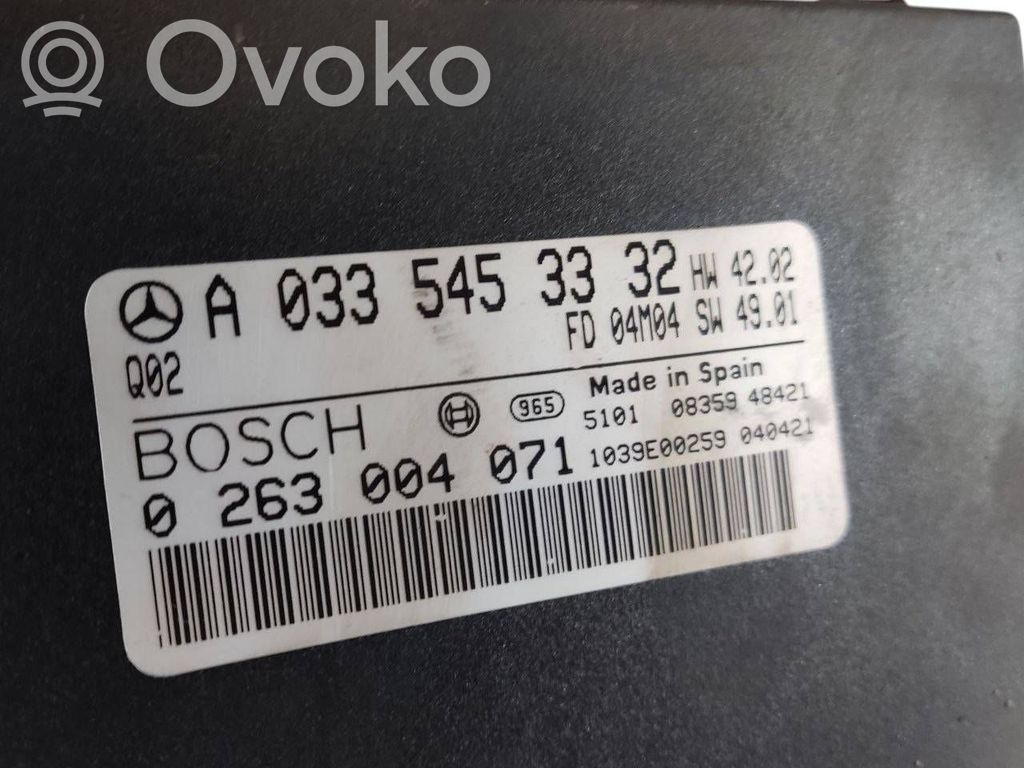 Ovoko
A 033 545 33 32 HW 42.02
FD 04M04 SW 49.01
Q02
BOSCH 965 Made in Spain
5101 08359 48421
0 263 004 071 1039E00259 040421